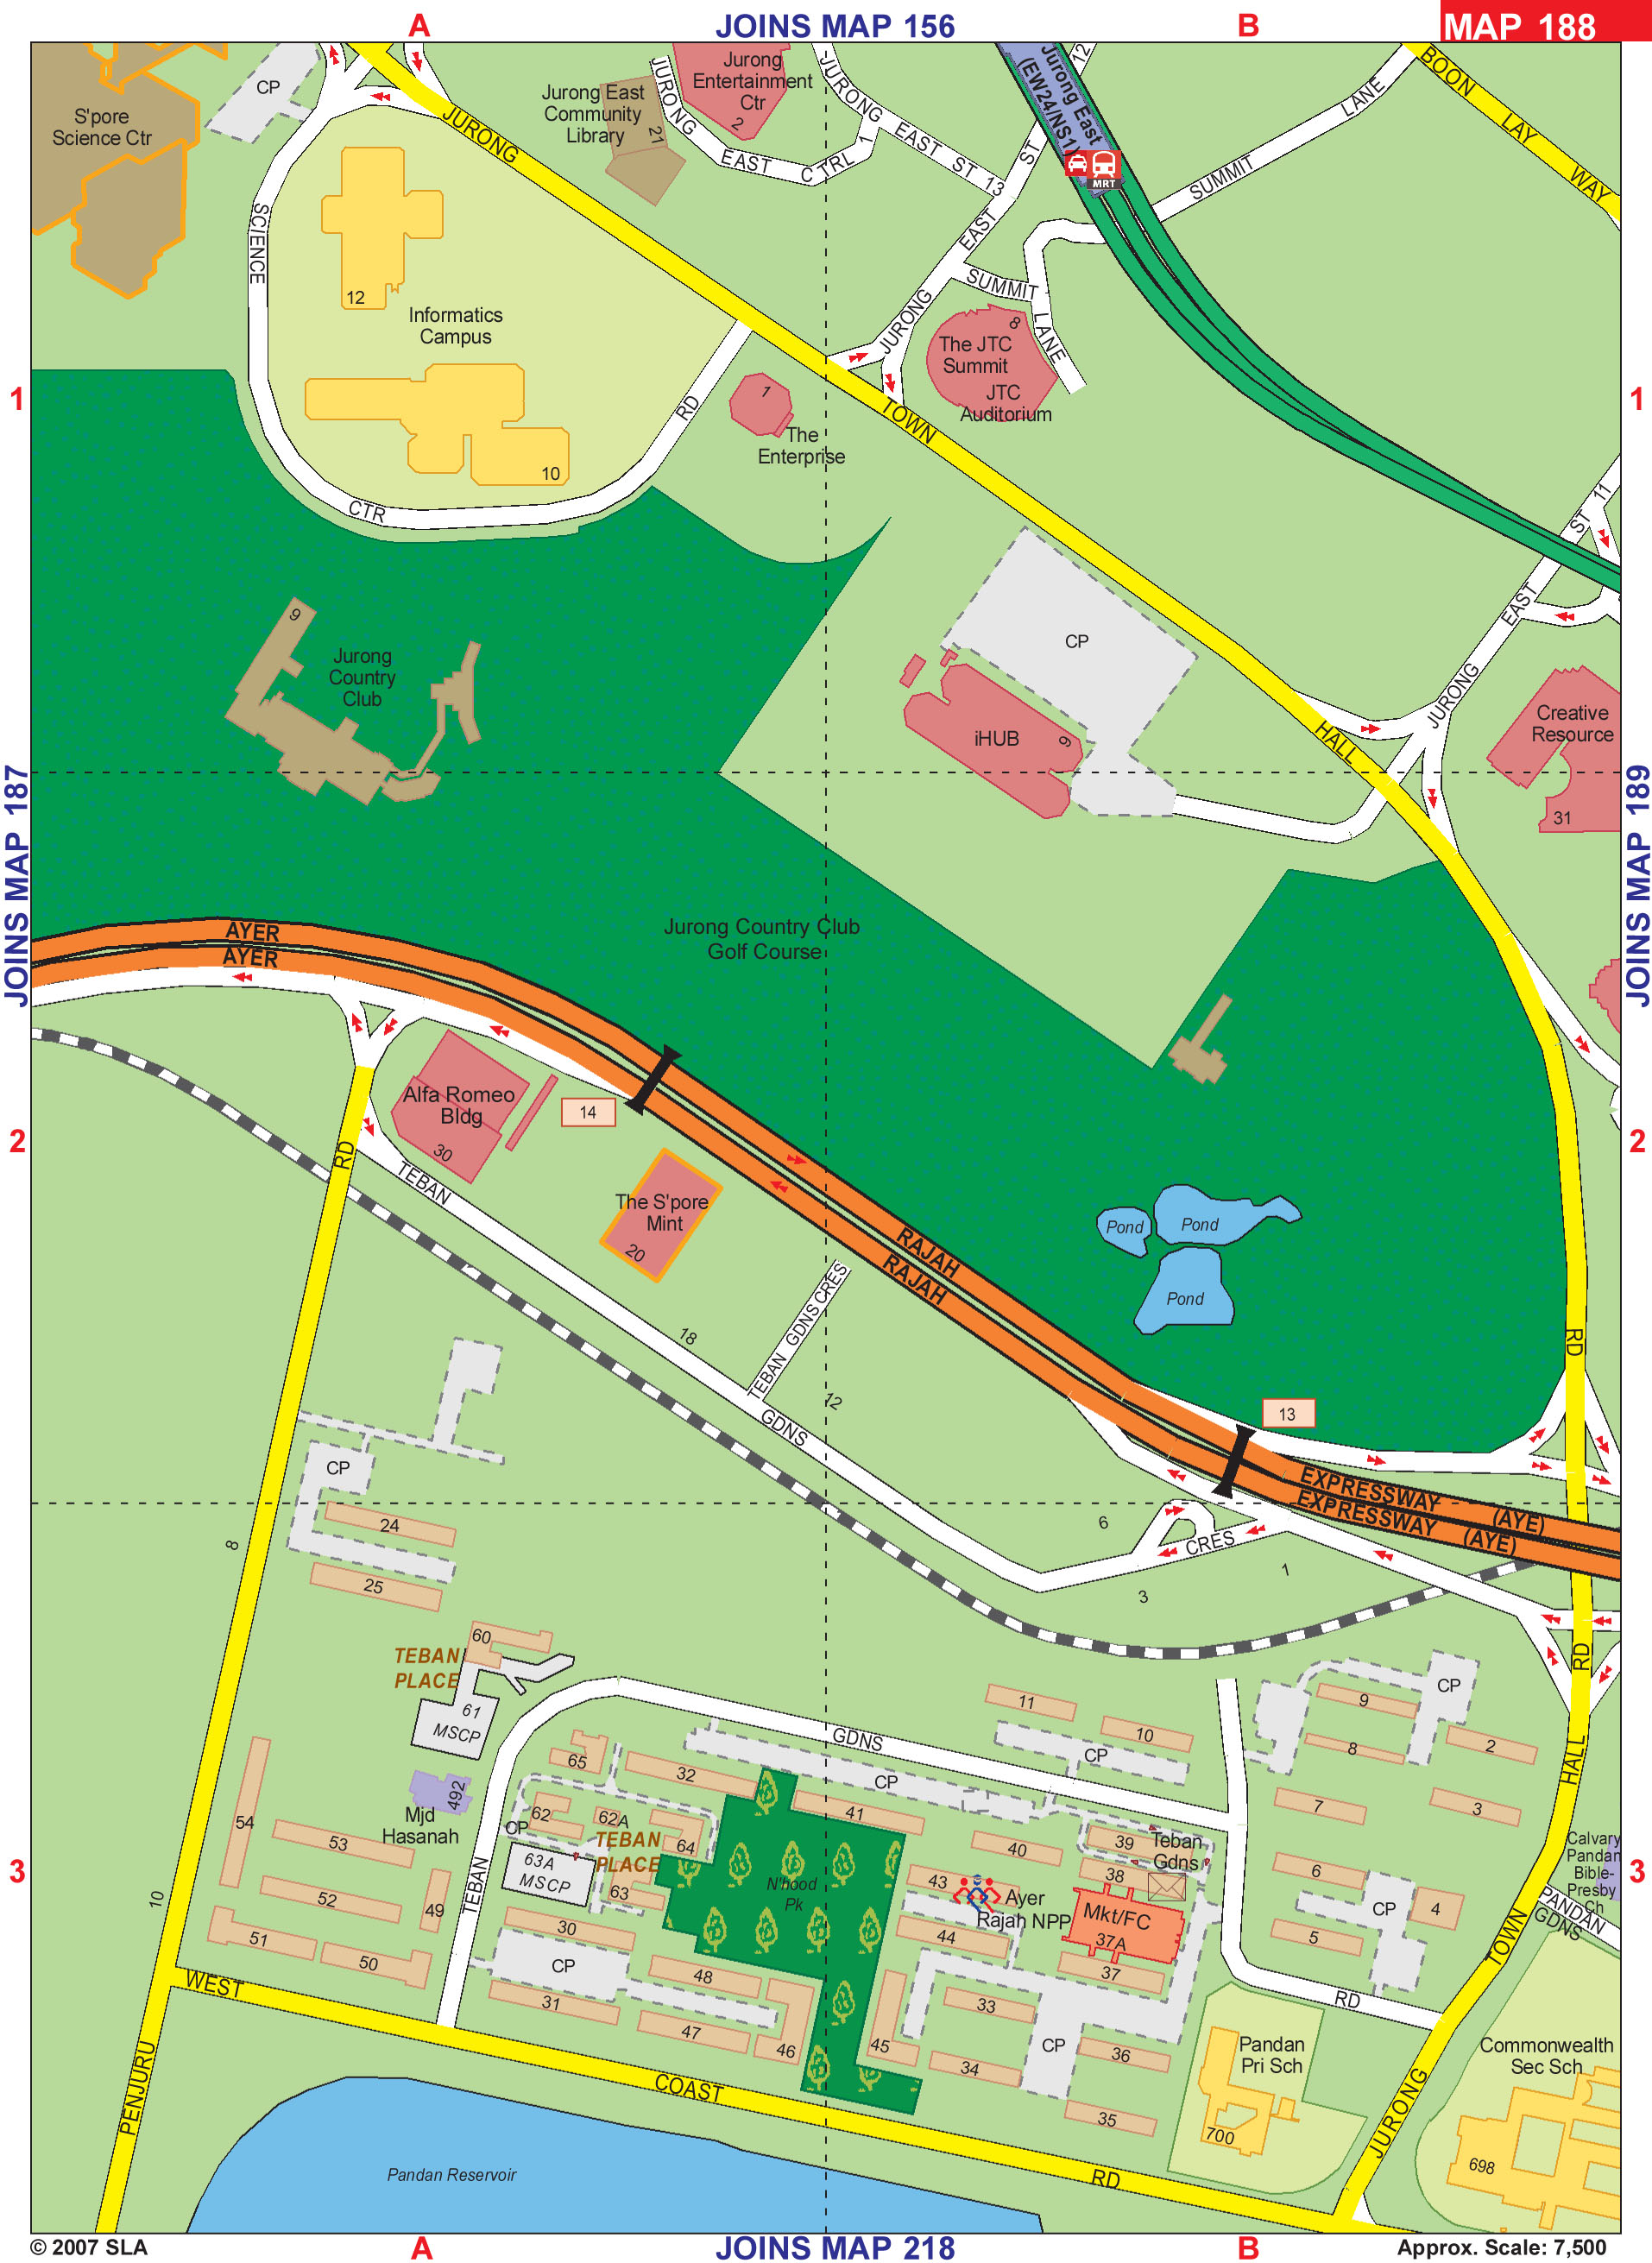 A
JOINS MAP 156
B
MAP 188
S'pore
Science Ctr
CP
JURONG
Jurong East
Community
Library
21
JURONG
EAST
CTRL 1
Jurong
Entertainment
Ctr
2
JURONG EAST ST 13
12
ST
EAST
JURONG
Jurong East
(EW24/NS1)
MRT
SUMMIT
LANE
BOON
LAY
WAY
SCIENCE
12
Informatics
Campus
10
CTR
RD
1
The
Enterprise
SUMMIT
LANE
8
The JTC
Summit
JTC
Auditorium
TOWN
1
1
11
ST
EAST
JURONG
9
Jurong
Country
Club
CP
iHUB
9
HALL
Creative
Resource
31
JOINS MAP 187
JOINS MAP 189
AYER
AYER
Jurong Country Club
Golf Course
Alfa Romeo
Bldg
30
14
2
2
RD
TEBAN
The S'pore
Mint
20
RAJAH
RAJAH
Pond
Pond
Pond
RD
18
TEBAN GDNS CRES
12
GDNS
13
EXPRESSWAY (AYE)
EXPRESSWAY (AYE)
CP
24
25
8
6
CRES
3
1
RD
60
TEBAN
PLACE
61
MSCP
11
10
CP
9
8
CP
2
GDNS
65
32
CP
41
7
3
HALL
492
Mjd
Hasanah
54
53
52
49
51
50
62
62A
CP
TEBAN
PLACE
64
63A
MSCP
63
30
TEBAN
N'hood
Pk
40
39
38
Teban
Gdns
43
Ayer
Rajah NPP
Mkt/FC
37A
44
37
6
CP
4
5
Calvary
Pandan
Bible-
Presby
Ch
PANDAN
GDNS
3
3
10
CP
31
48
47
46
45
33
34
CP
36
35
RD
TOWN
WEST
COAST
RD
PENJURU
Pandan
Pri Sch
700
JURONG
Commonwealth
Sec Sch
698
Pandan Reservoir
© 2007 SLA
A
JOINS MAP 218
B
Approx. Scale: 7,500